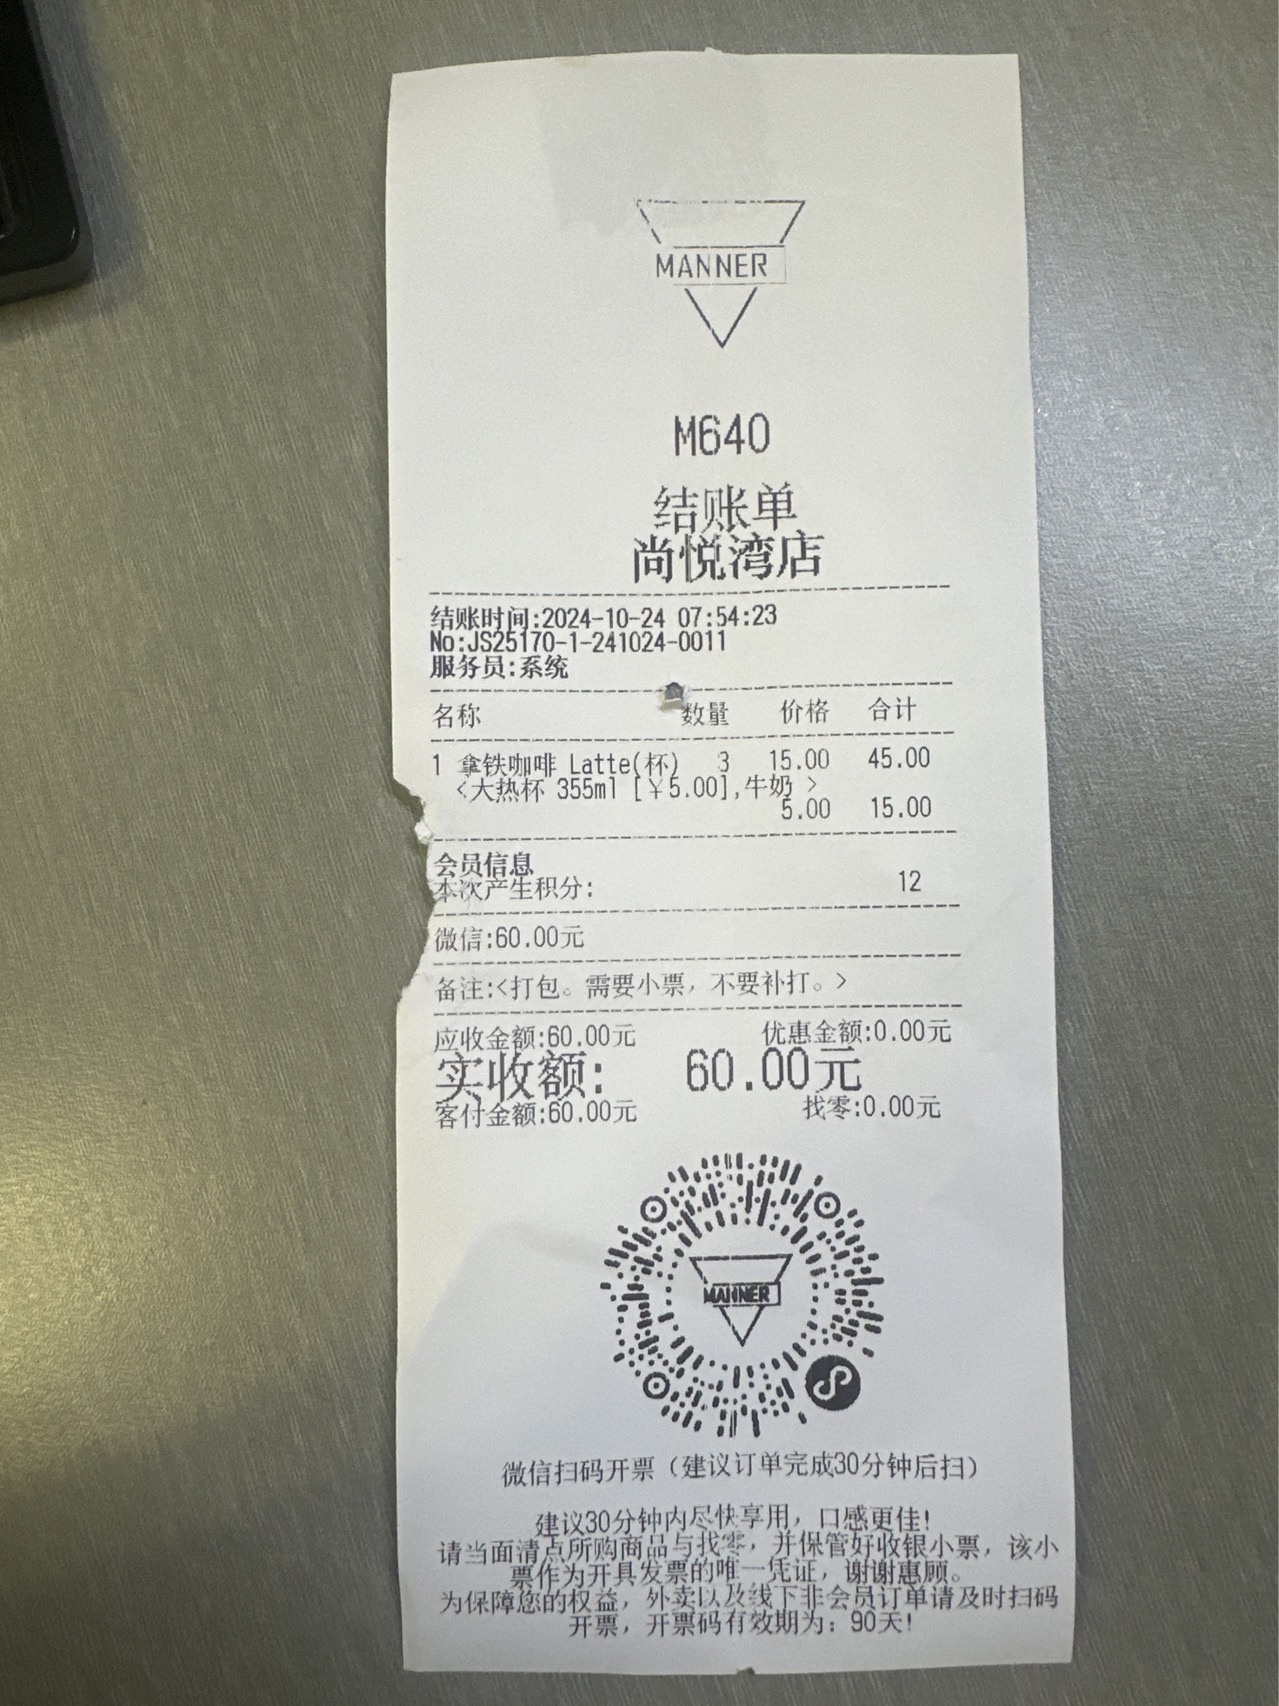 MANNER
M640
结账单
尚悦湾店
结账时间:2024-10-24 07:54:23
No:JS25170-1-241024-0011
服务员:系统
名称 数量 价格 合计
1 拿铁咖啡 Latte(杯) 3 15.00 45.00
<大热杯 355ml [￥5.00],牛奶 >
5.00 15.00
会员信息
本次产生积分: 12
微信:60.00元
备注:<打包。需要小票，不要补打。>
应收金额:60.00元 优惠金额:0.00元
实收额: 60.00元
客付金额:60.00元 找零:0.00元
MANNER
微信扫码开票（建议订单完成30分钟后扫）
建议30分钟内尽快享用，口感更佳!
请当面清点所购商品与找零，并保管好收银小票，该小
票作为开具发票的唯一凭证，谢谢惠顾。
为保障您的权益，外卖以及线下非会员订单请及时扫码
开票，开票码有效期为：90天!